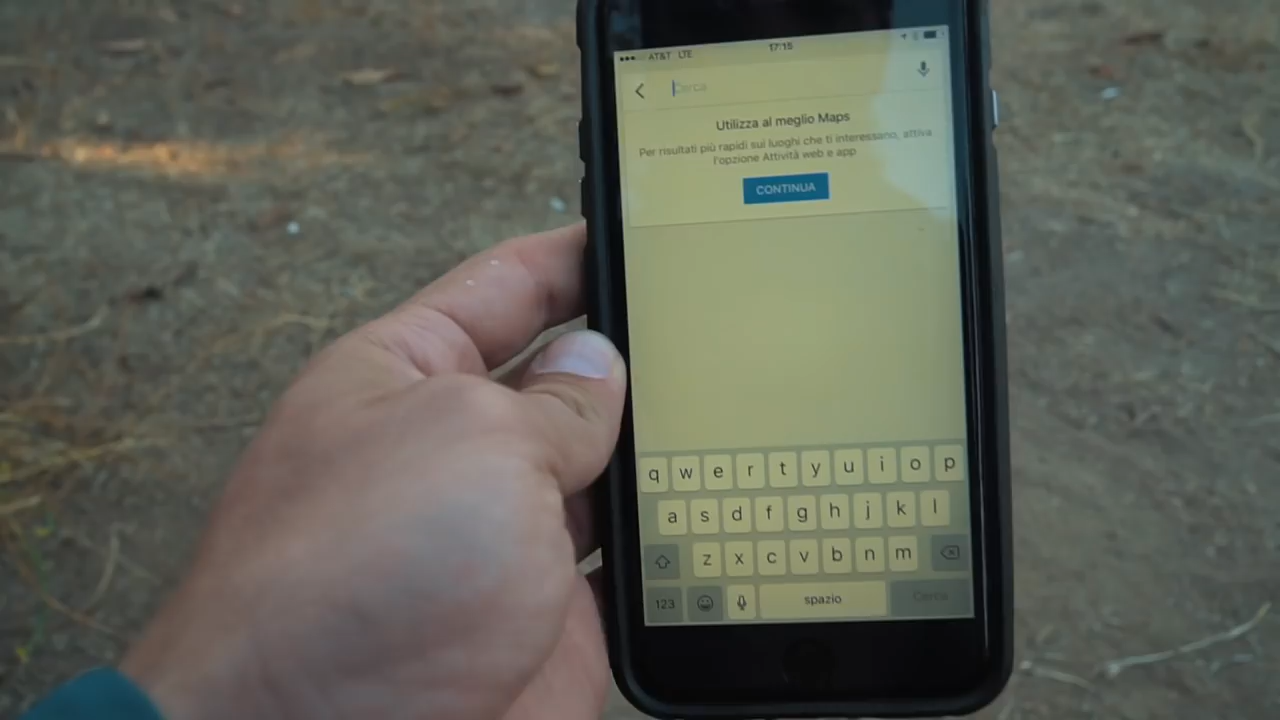 AT&T LTE 17:15
Cerca
Utilizza al meglio Maps
Per risultati più rapidi sui luoghi che ti interessano, attiva
l'opzione Attività web e app
CONTINUA
q w e r t y u i o p
a s d f g h j k l
z x c v b n m
123 spazio Cerca